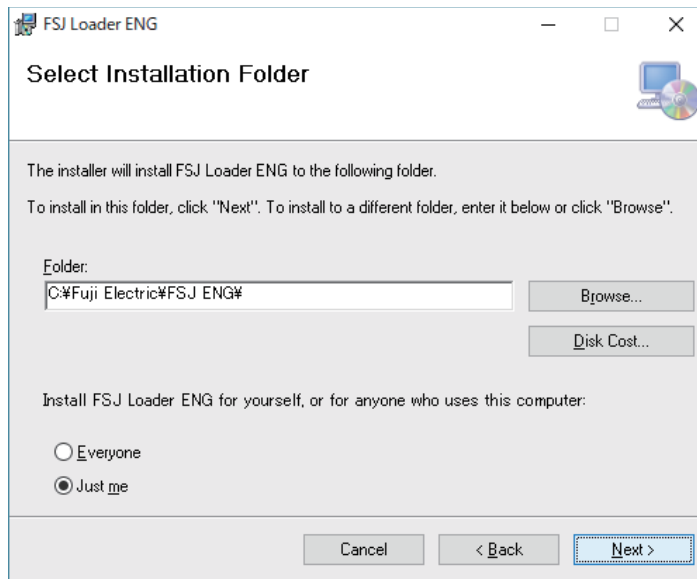 FSJ Loader ENG
Select Installation Folder
The installer will install FSJ Loader ENG to the following folder.
To install in this folder, click "Next". To install to a different folder, enter it below or click "Browse".
Folder:
C:¥Fuji Electric¥FSJ ENG¥
Browse...
Disk Cost...
Install FSJ Loader ENG for yourself, or for anyone who uses this computer:
Everyone
Just me
Cancel
< Back
Next >